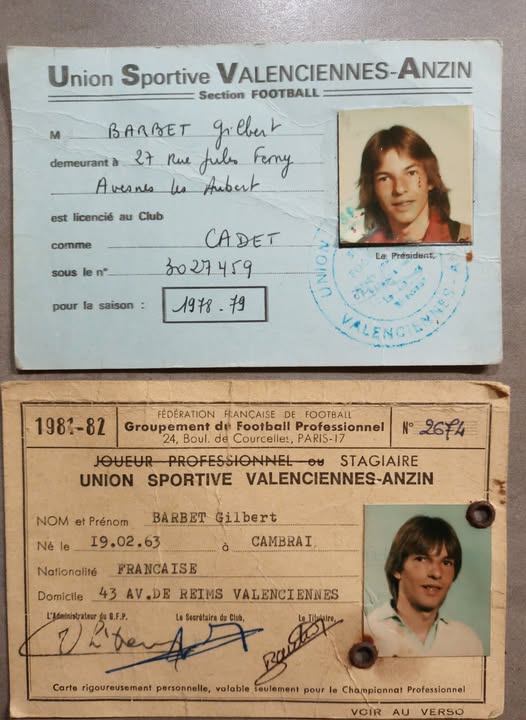 Union Sportive VALENCIENNES-ANZIN
Section FOOTBALL
M BARBET Gilbert
demeurant à 27 Rue Jules Ferry
Avesnes les Aubert
est licencié au Club
comme CADET
sous le n° 3027459
pour la saison : 1978.79
Le Président,
UNION
VALENCIENNES-A
1981-82
FÉDÉRATION FRANÇAISE DE FOOTBALL
Groupement du Football Professionnel
24, Boul. de Courcelles, PARIS-17
N° 2674
JOUEUR PROFESSIONNEL ou STAGIAIRE
UNION SPORTIVE VALENCIENNES-ANZIN
NOM et Prénom BARBET Gilbert
Né le 19.02.63 à CAMBRAI
Nationalité FRANCAISE
Domicile 43 AV.DE REIMS VALENCIENNES
L'Administrateur du G.F.P. Le Secrétaire du Club, Le Titulaire,
Carte rigoureusement personnelle, valable seulement pour le Championnat Professionnel
VOIR AU VERSO